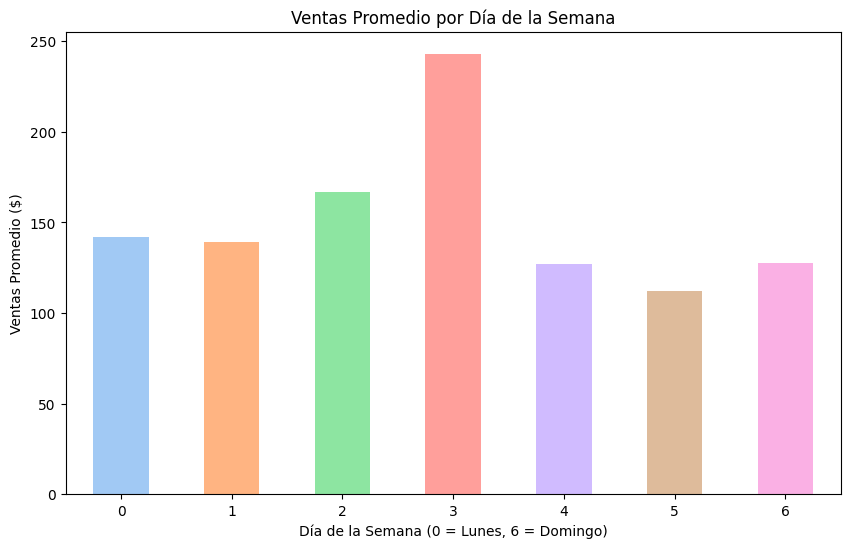 Ventas Promedio por Día de la Semana
Ventas Promedio ($)
250
200
150
100
50
0
0 1 2 3 4 5 6
Día de la Semana (0 = Lunes, 6 = Domingo)